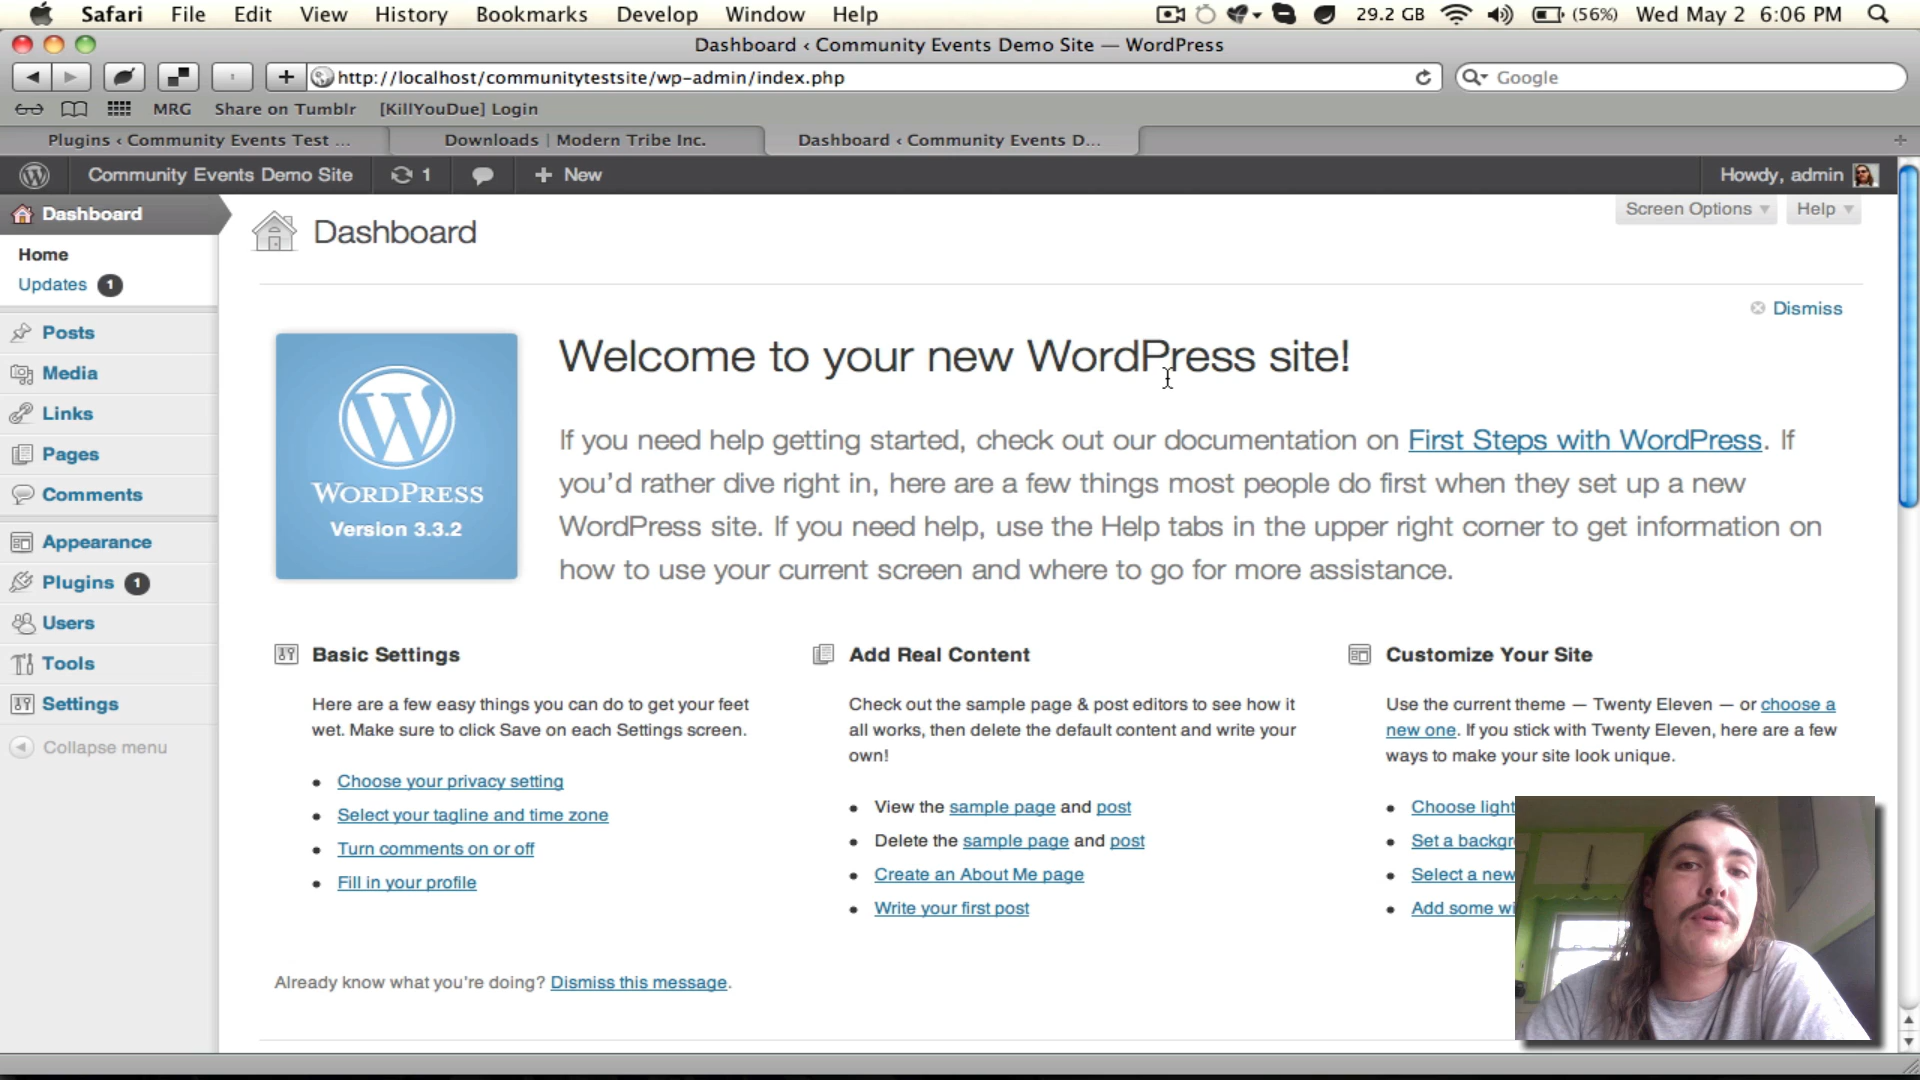 Safari File Edit View History Bookmarks Develop Window Help 29.2 GB (56%) Wed May 2 6:06 PM
Dashboard ‹ Community Events Demo Site — WordPress
http://localhost/communitytestsite/wp-admin/index.php Google
MRG Share on Tumblr [KillYouDue] Login
Plugins ‹ Community Events Test ... Downloads | Modern Tribe Inc. Dashboard ‹ Community Events D...
Community Events Demo Site 1 + New Howdy, admin
Dashboard
Home
Updates 1
Posts
Media
Links
Pages
Comments
Appearance
Plugins 1
Users
Tools
Settings
Collapse menu
Screen Options Help
Dashboard
Dismiss
WORDPRESS
Version 3.3.2
Welcome to your new WordPress site!
If you need help getting started, check out our documentation on First Steps with WordPress. If
you’d rather dive right in, here are a few things most people do first when they set up a new
WordPress site. If you need help, use the Help tabs in the upper right corner to get information on
how to use your current screen and where to go for more assistance.
Basic Settings
Here are a few easy things you can do to get your feet
wet. Make sure to click Save on each Settings screen.
• Choose your privacy setting
• Select your tagline and time zone
• Turn comments on or off
• Fill in your profile
Add Real Content
Check out the sample page & post editors to see how it
all works, then delete the default content and write your
own!
• View the sample page and post
• Delete the sample page and post
• Create an About Me page
• Write your first post
Customize Your Site
Use the current theme — Twenty Eleven — or choose a
new one. If you stick with Twenty Eleven, here are a few
ways to make your site look unique.
• Choose light
• Set a backgr
• Select a new
• Add some wi
Already know what you’re doing? Dismiss this message.